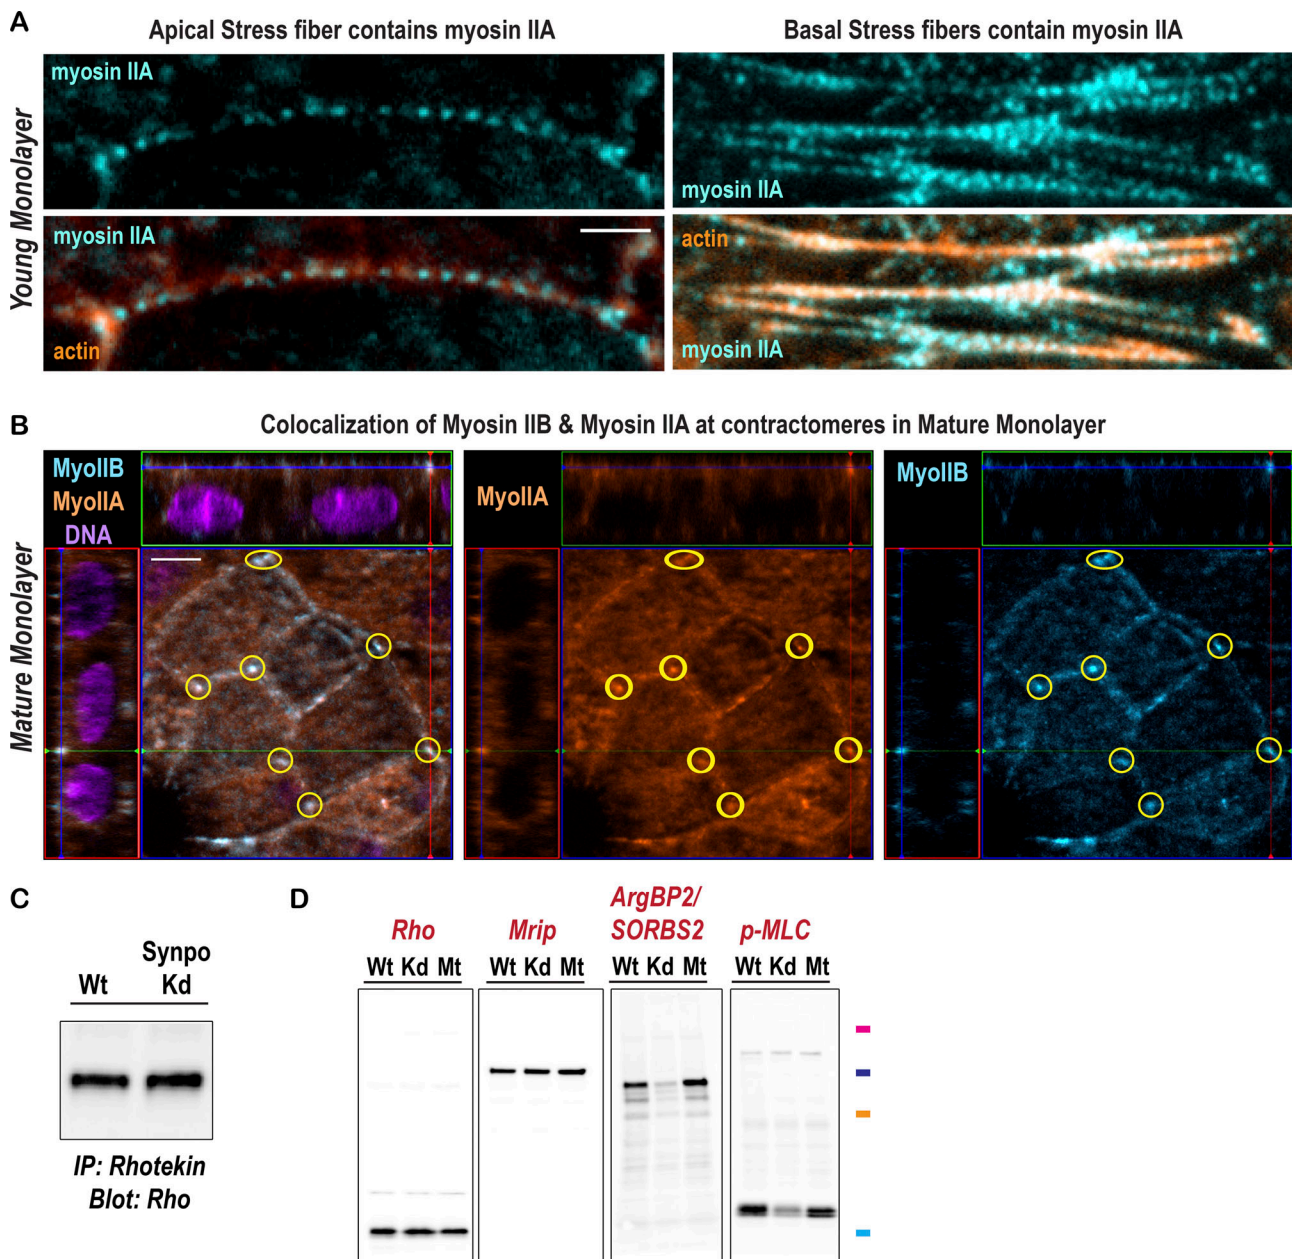 A
Apical Stress fiber contains myosin IIA
Basal Stress fibers contain myosin IIA
Young Monolayer
myosin IIA
myosin IIA
myosin IIA
actin
actin
myosin IIA
B
Colocalization of Myosin IIB & Myosin IIA at contractomeres in Mature Monolayer
Mature Monolayer
MyoIIB
MyoIIA
DNA
MyoIIA
MyoIIB
C
Wt
Synpo
Kd
IP: Rhotekin
Blot: Rho
D
Rho
Mrip
ArgBP2/
SORBS2
p-MLC
Wt Kd Mt
Wt Kd Mt
Wt Kd Mt
Wt Kd Mt